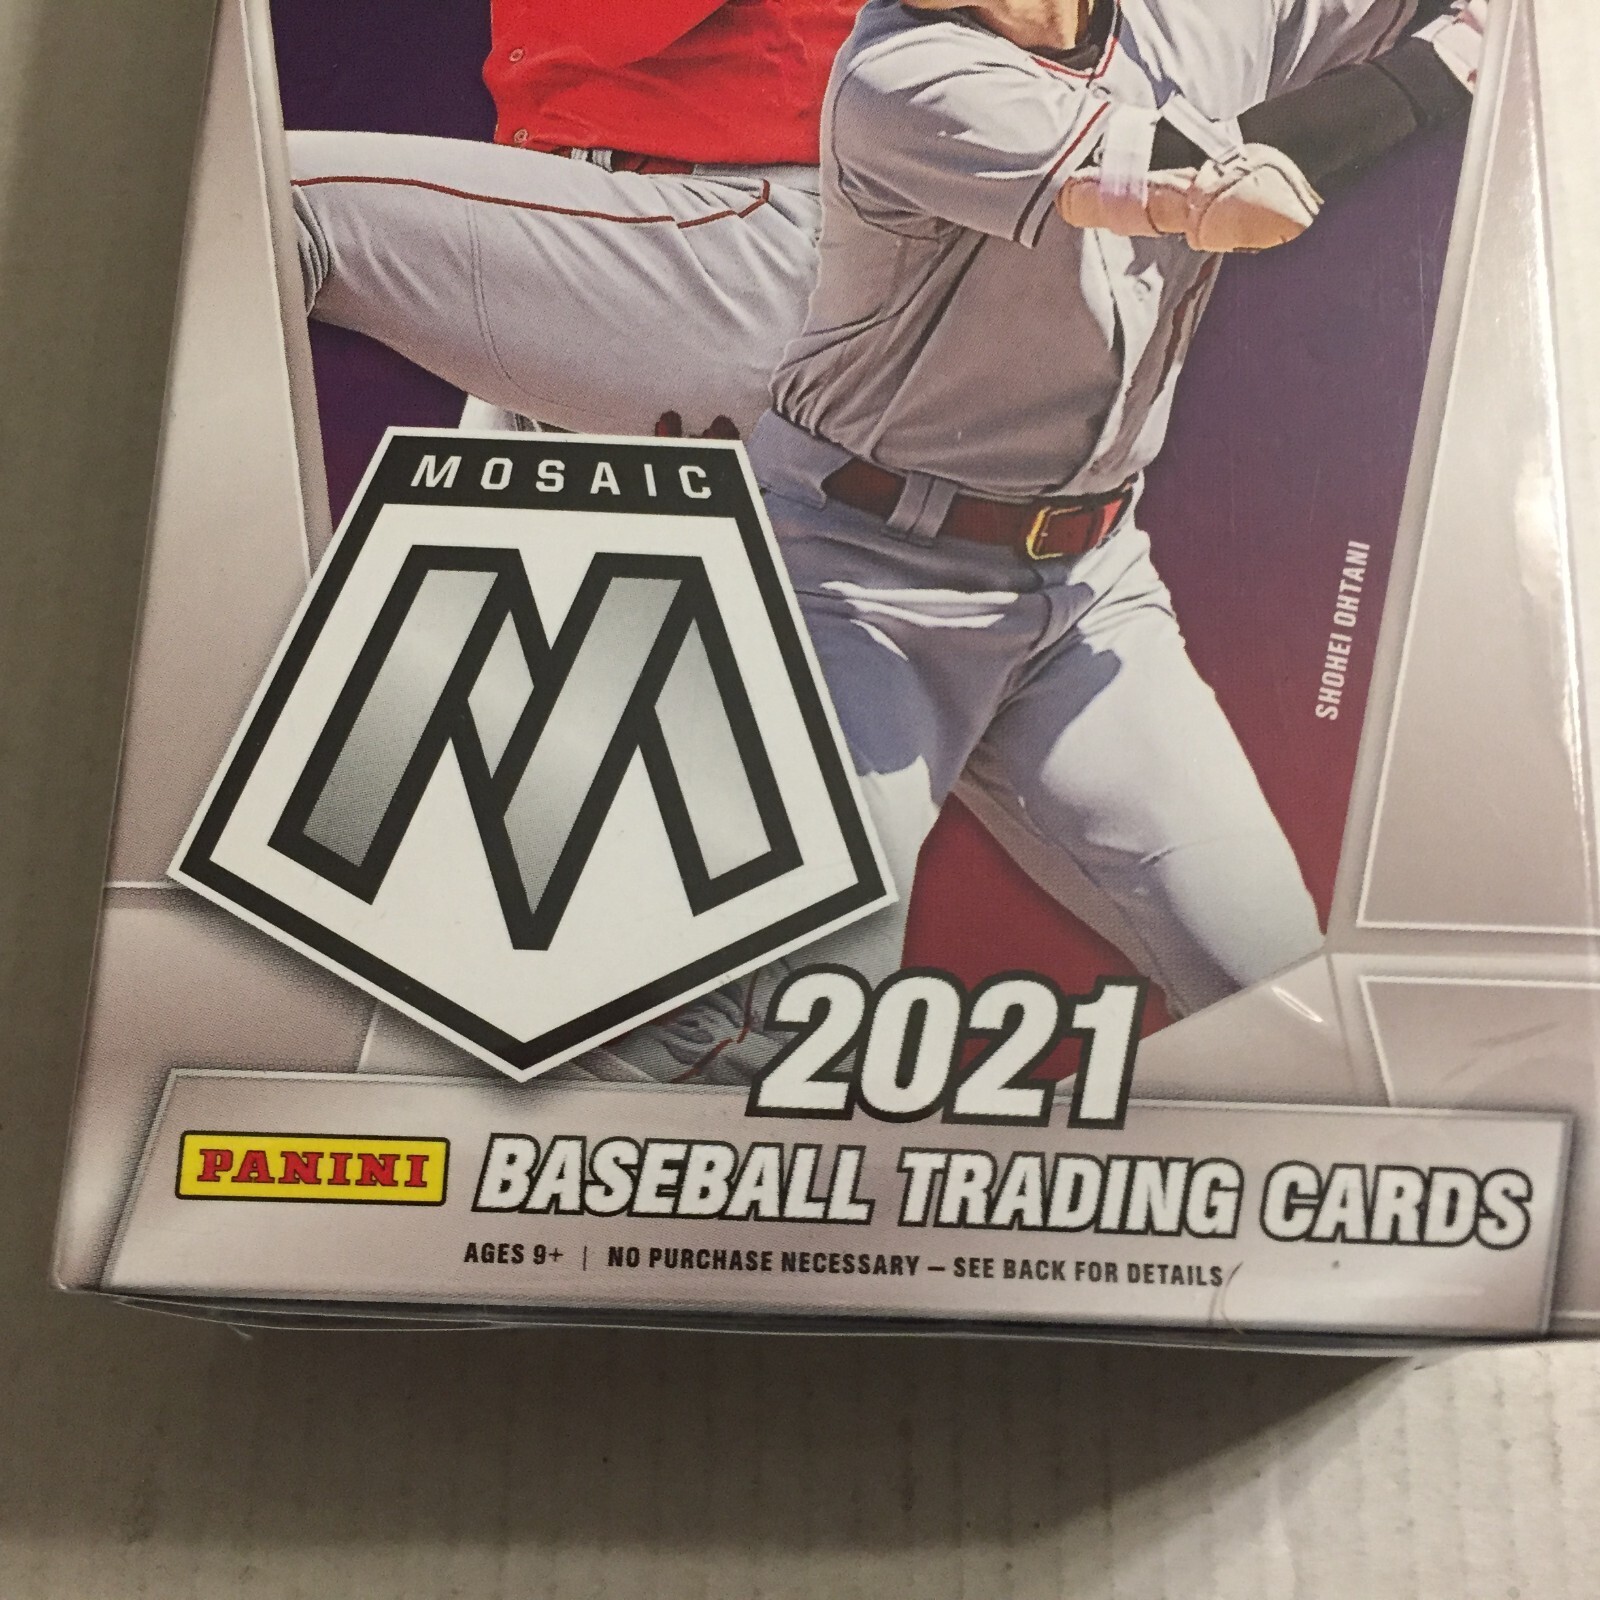 MOSAIC
SHOHEI OHTANI
2021
PANINI BASEBALL TRADING CARDS
AGES 9+ | NO PURCHASE NECESSARY – SEE BACK FOR DETAILS